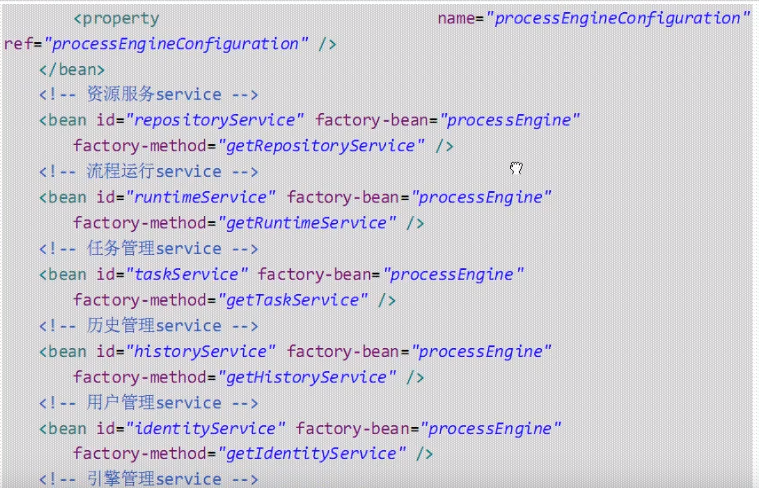 <property name="processEngineConfiguration"
ref="processEngineConfiguration" />
</bean>
<!-- 资源服务service -->
<bean id="repositoryService" factory-bean="processEngine"
factory-method="getRepositoryService" />
<!-- 流程运行service -->
<bean id="runtimeService" factory-bean="processEngine"
factory-method="getRuntimeService" />
<!-- 任务管理service -->
<bean id="taskService" factory-bean="processEngine"
factory-method="getTaskService" />
<!-- 历史管理service -->
<bean id="historyService" factory-bean="processEngine"
factory-method="getHistoryService" />
<!-- 用户管理service -->
<bean id="identityService" factory-bean="processEngine"
factory-method="getIdentityService" />
<!-- 引擎管理service -->